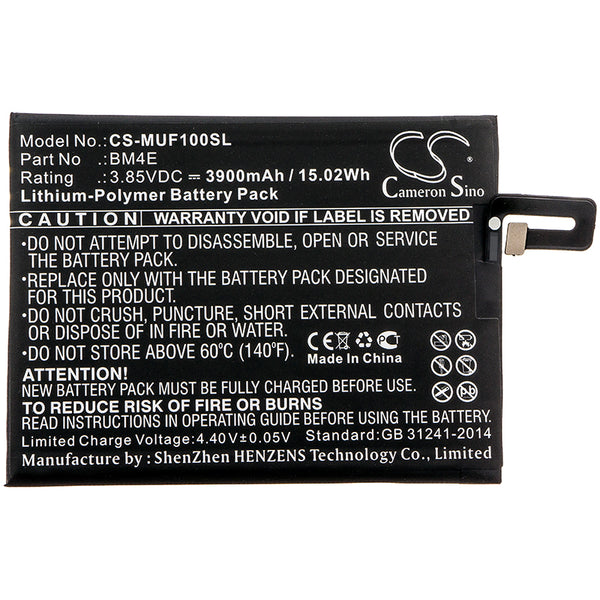 Model No.: CS-MUF100SL
Part No : BM4E
Rating : 3.85VDC ⎓ 3900mAh / 15.02Wh
Lithium-Polymer Battery Pack
CS
Cameron Sino
CAUTION: WARRANTY VOID IF LABEL IS REMOVED
•DO NOT ATTEMPT TO DISASSEMBLE, OPEN OR SERVICE
THE BATTERY PACK.
•REPLACE ONLY WITH THE BATTERY PACK DESIGNATED
FOR THIS PRODUCT.
•DO NOT CRUSH, PUNCTURE, SHORT EXTERNAL CONTACTS
OR DISPOSE OF IN FIRE OR WATER.
•DO NOT STORE ABOVE 60°C (140°F).
CE
Made In China
ATTENTION!
NEW BATTERY PACK MUST BE FULLY CHARGED BEFORE USE.
TO REDUCE RISK OF FIRE OR BURNS
READ INSTRUCTIONS IN OPERATING GUIDE BEFORE USING BATTERY.
Limited Charge Voltage: 4.40V±0.05V Standard: GB 31241-2014
Manufacturer : ShenZhen HENZENS Technology Co., Limited